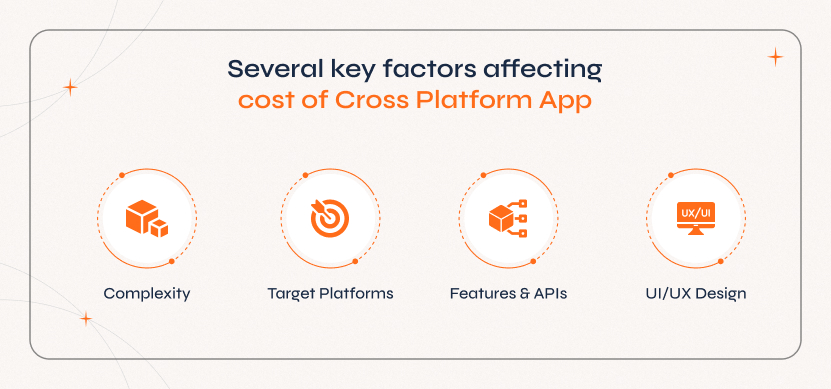 Several key factors affecting
cost of Cross Platform App
UX/UI
Complexity
Target Platforms
Features & APIs
UI/UX Design